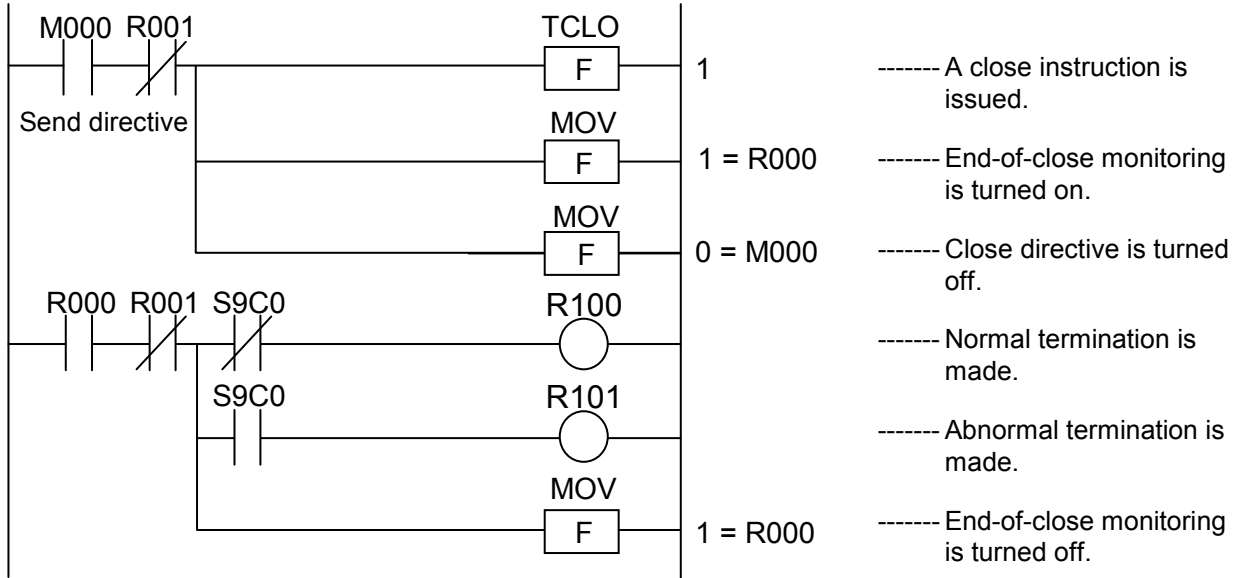 M000 R001 TCLO
F 1 ------- A close instruction is
issued.
Send directive
MOV
F 1 = R000 ------- End-of-close monitoring
is turned on.
MOV
F 0 = M000 ------- Close directive is turned
off.
R000 R001 S9C0 R100
------- Normal termination is
made.
S9C0 R101
------- Abnormal termination is
made.
MOV
F 1 = R000 ------- End-of-close monitoring
is turned off.